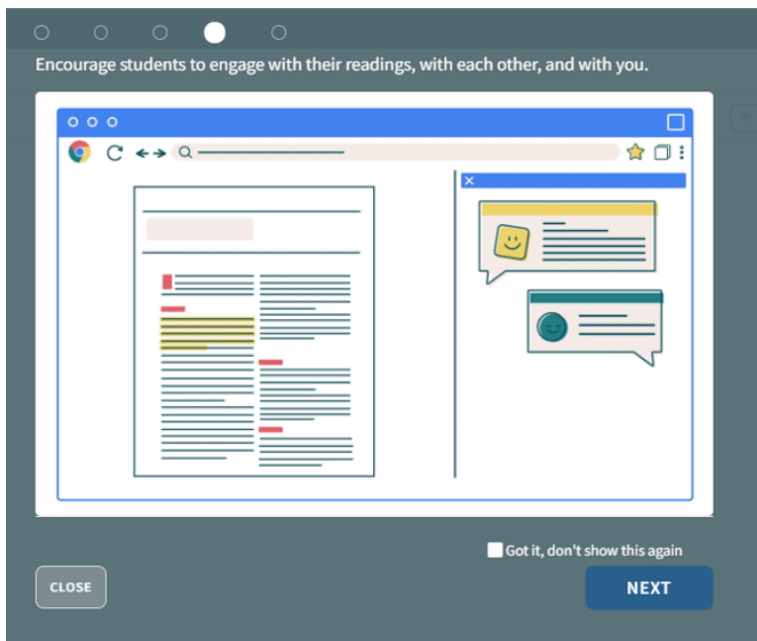 Encourage students to engage with their readings, with each other, and with you.
Got it, don't show this again
CLOSE
NEXT